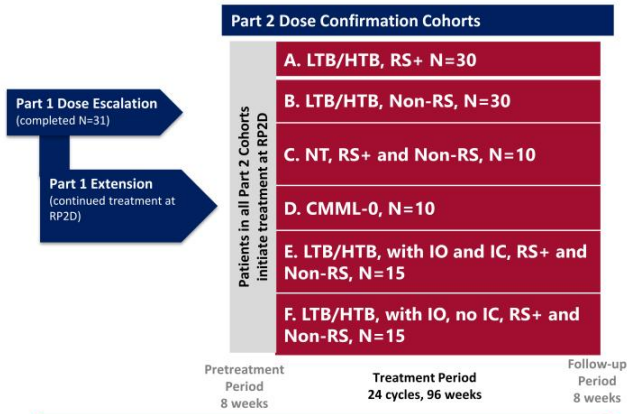 Part 2 Dose Confirmation Cohorts
Part 1 Dose Escalation
(completed N=31)
Part 1 Extension
(continued treatment at
RP2D)
Patients in all Part 2 Cohorts
initiate treatment at RP2D
A. LTB/HTB, RS+ N=30
B. LTB/HTB, Non-RS, N=30
C. NT, RS+ and Non-RS, N=10
D. CMML-0, N=10
E. LTB/HTB, with IO and IC, RS+ and
Non-RS, N=15
F. LTB/HTB, with IO, no IC, RS+ and
Non-RS, N=15
Pretreatment
Period
8 weeks
Treatment Period
24 cycles, 96 weeks
Follow-up
Period
8 weeks